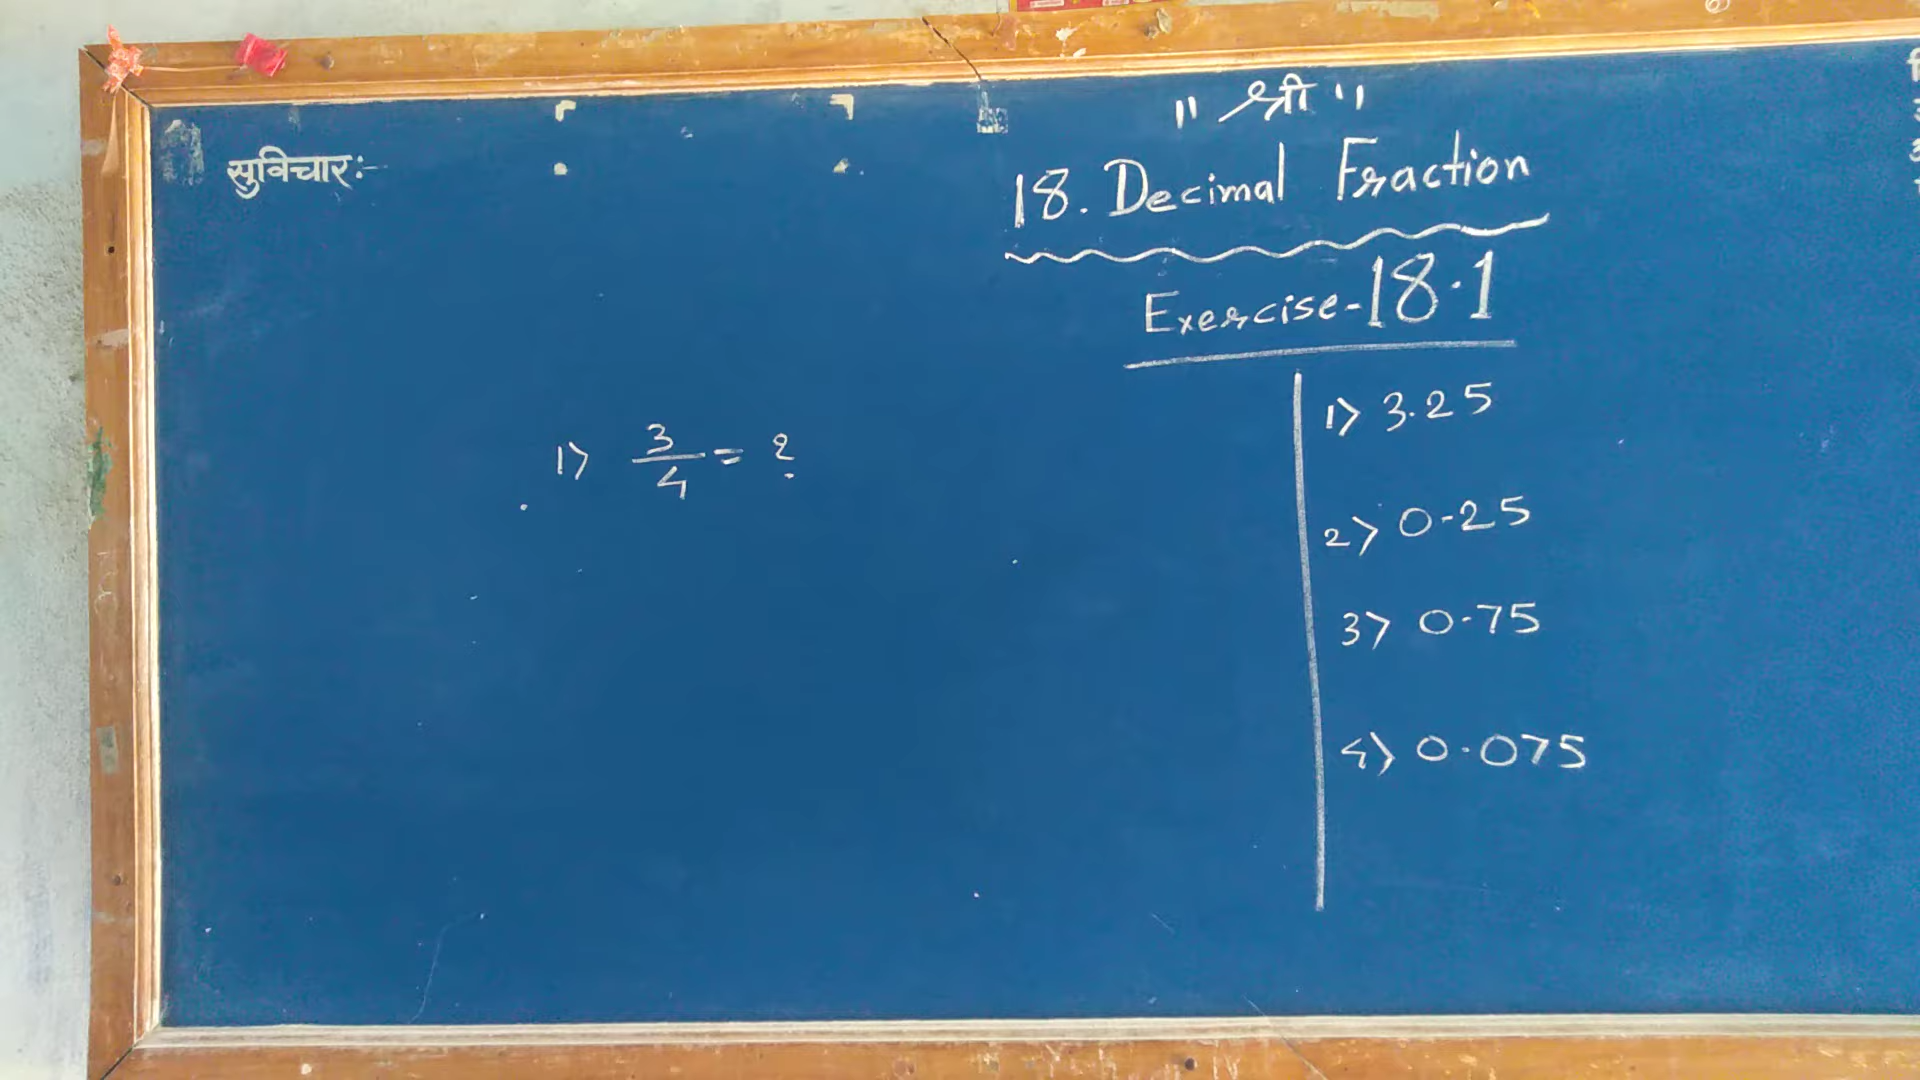 ॥ श्री ॥
सुविचार:-
18. Decimal Fraction
Exercise-18.1
1) 3/4 = ?
1) 3.25
2) 0.25
3) 0.75
4) 0.075